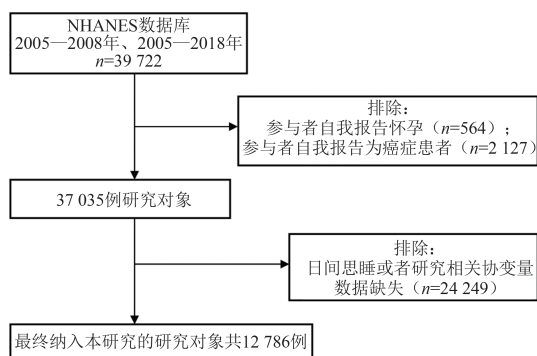 NHANES数据库
2005—2008年、2005—2018年
n=39 722
排除：
参与者自我报告怀孕（n=564）；
参与者自我报告为癌症患者（n=2 127）
37 035例研究对象
排除：
日间思睡或者研究相关协变量
数据缺失（n=24 249）
最终纳入本研究的研究对象共12 786例